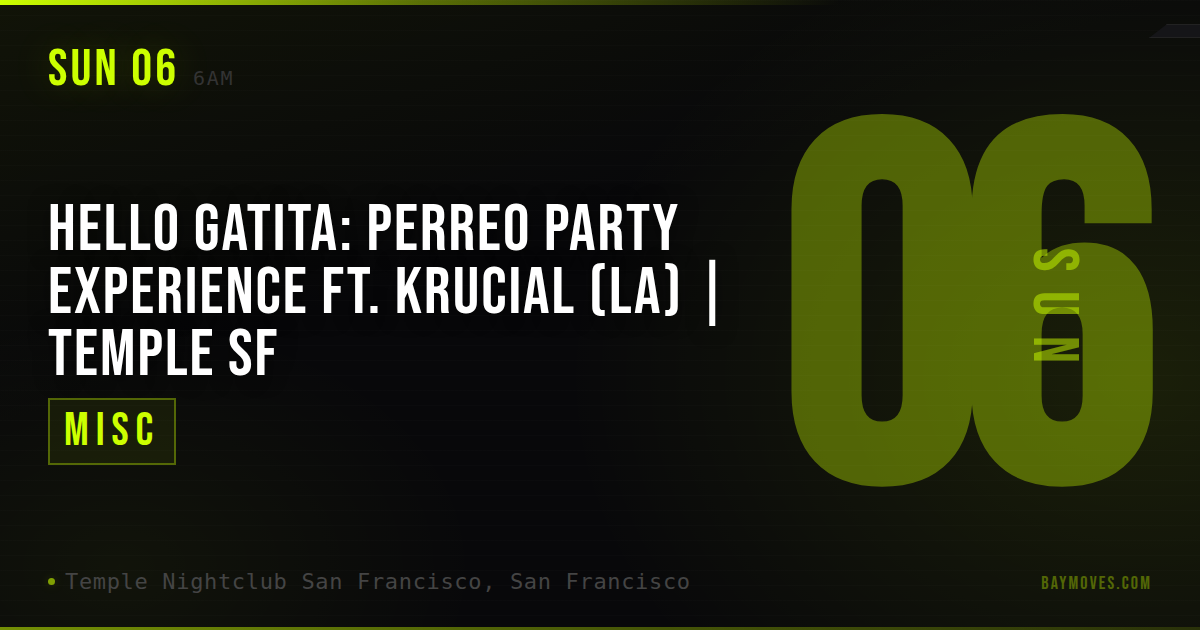 SUN 06 6AM
06
SUN
HELLO GATITA: PERREO PARTY
EXPERIENCE FT. KRUCIAL (LA) |
TEMPLE SF
MISC
Temple Nightclub San Francisco, San Francisco
BAYMOVES.COM